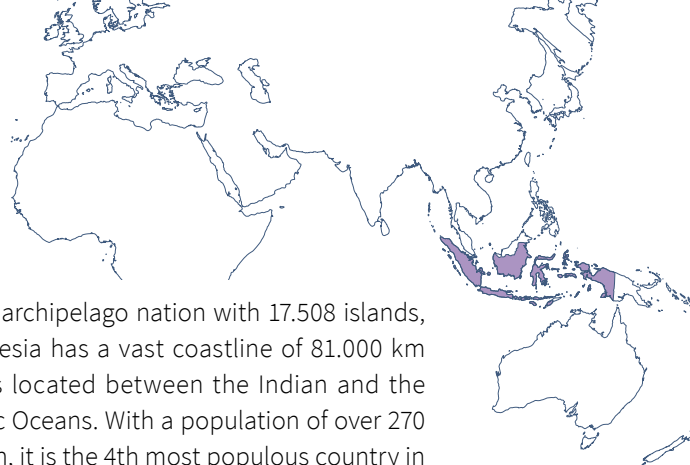 archipelago nation with 17.508 islands,
esia has a vast coastline of 81.000 km
s located between the Indian and the
c Oceans. With a population of over 270
n, it is the 4th most populous country in